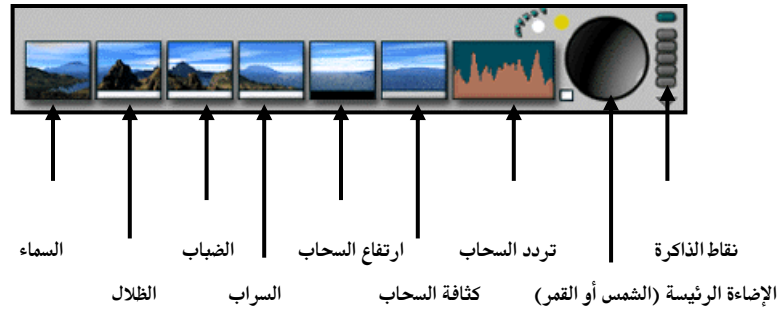 نقاط الذاكرة تردد السحاب ارتفاع السحاب الضباب السماء
الإضاءة الرئيسة (الشمس أو القمر) كثافة السحاب السراب الظلال